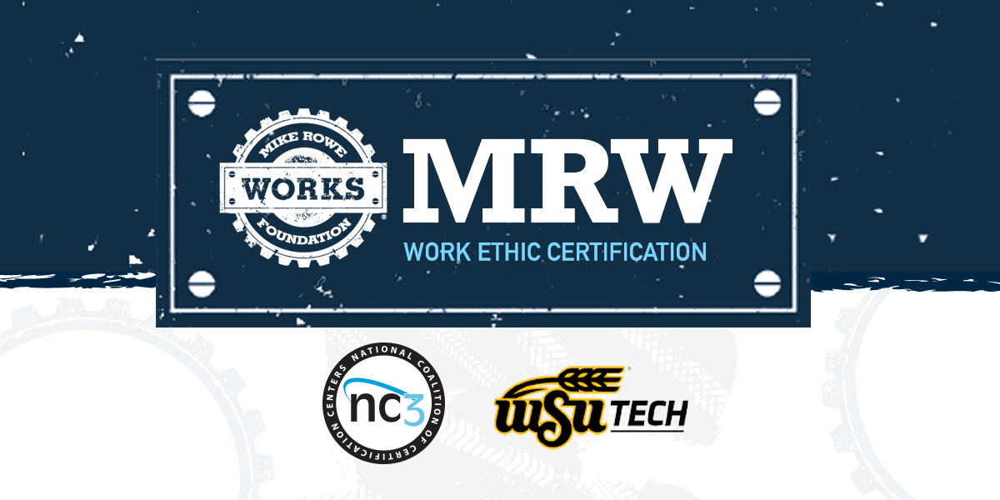 MIKE ROWE
WORKS
FOUNDATION
®
MRW
WORK ETHIC CERTIFICATION
NATIONAL COALITION OF CERTIFICATION CENTERS
nc3
wsu TECH